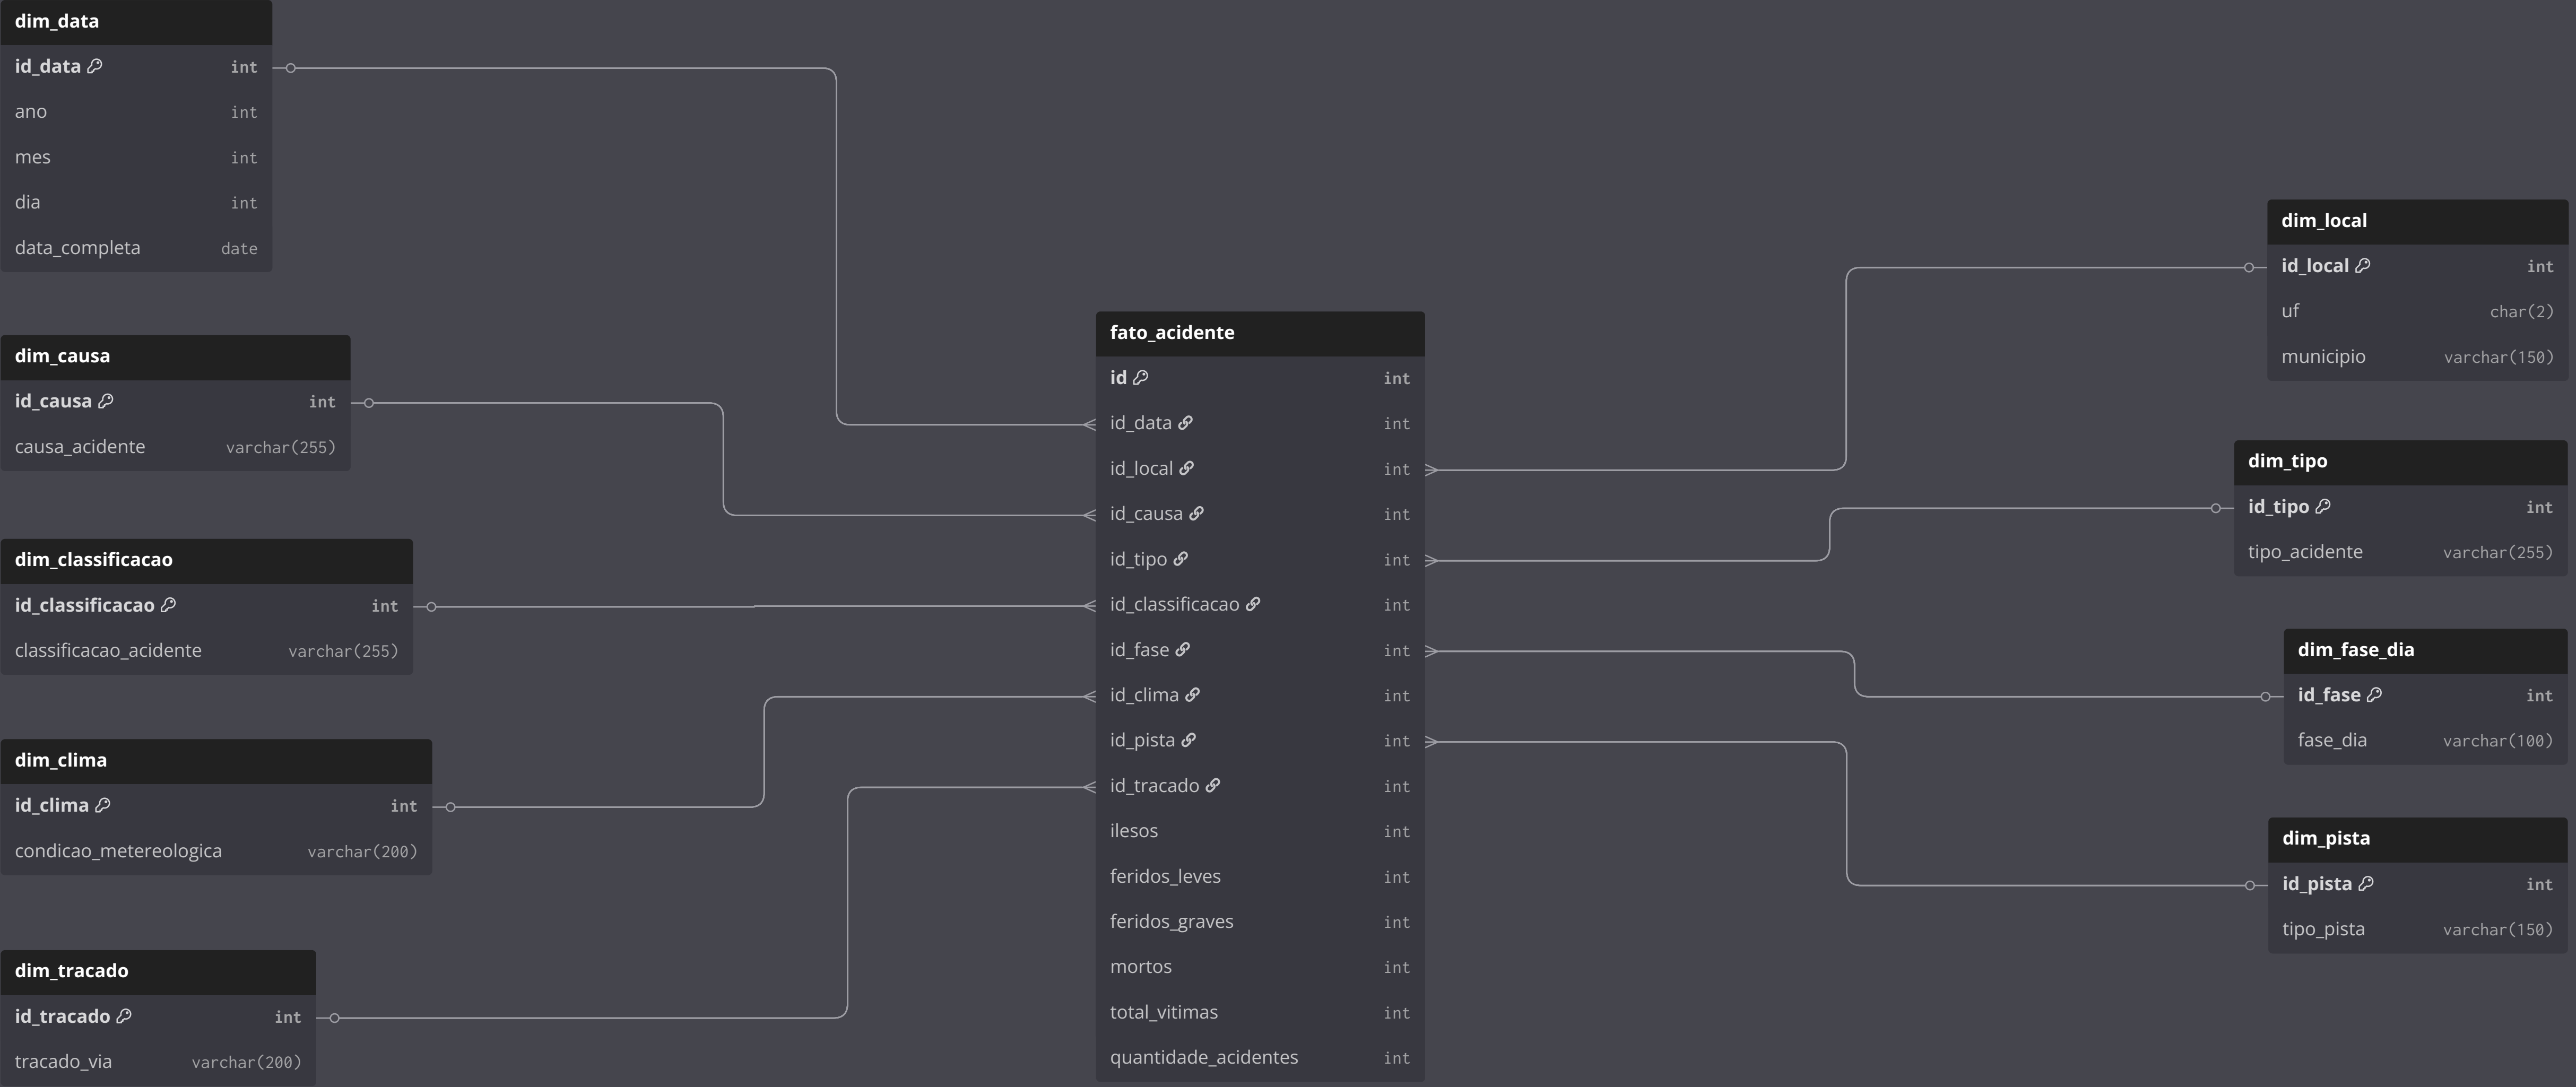 dim_data
id_data int
ano int
mes int
dia int
data_completa date
dim_causa
id_causa int
causa_acidente varchar(255)
dim_classificacao
id_classificacao int
classificacao_acidente varchar(255)
dim_clima
id_clima int
condicao_metereologica varchar(200)
dim_tracado
id_tracado int
tracado_via varchar(200)
fato_acidente
id int
id_data int
id_local int
id_causa int
id_tipo int
id_classificacao int
id_fase int
id_clima int
id_pista int
id_tracado int
ilesos int
feridos_leves int
feridos_graves int
mortos int
total_vitimas int
quantidade_acidentes int
dim_local
id_local int
uf char(2)
municipio varchar(150)
dim_tipo
id_tipo int
tipo_acidente varchar(255)
dim_fase_dia
id_fase int
fase_dia varchar(100)
dim_pista
id_pista int
tipo_pista varchar(150)